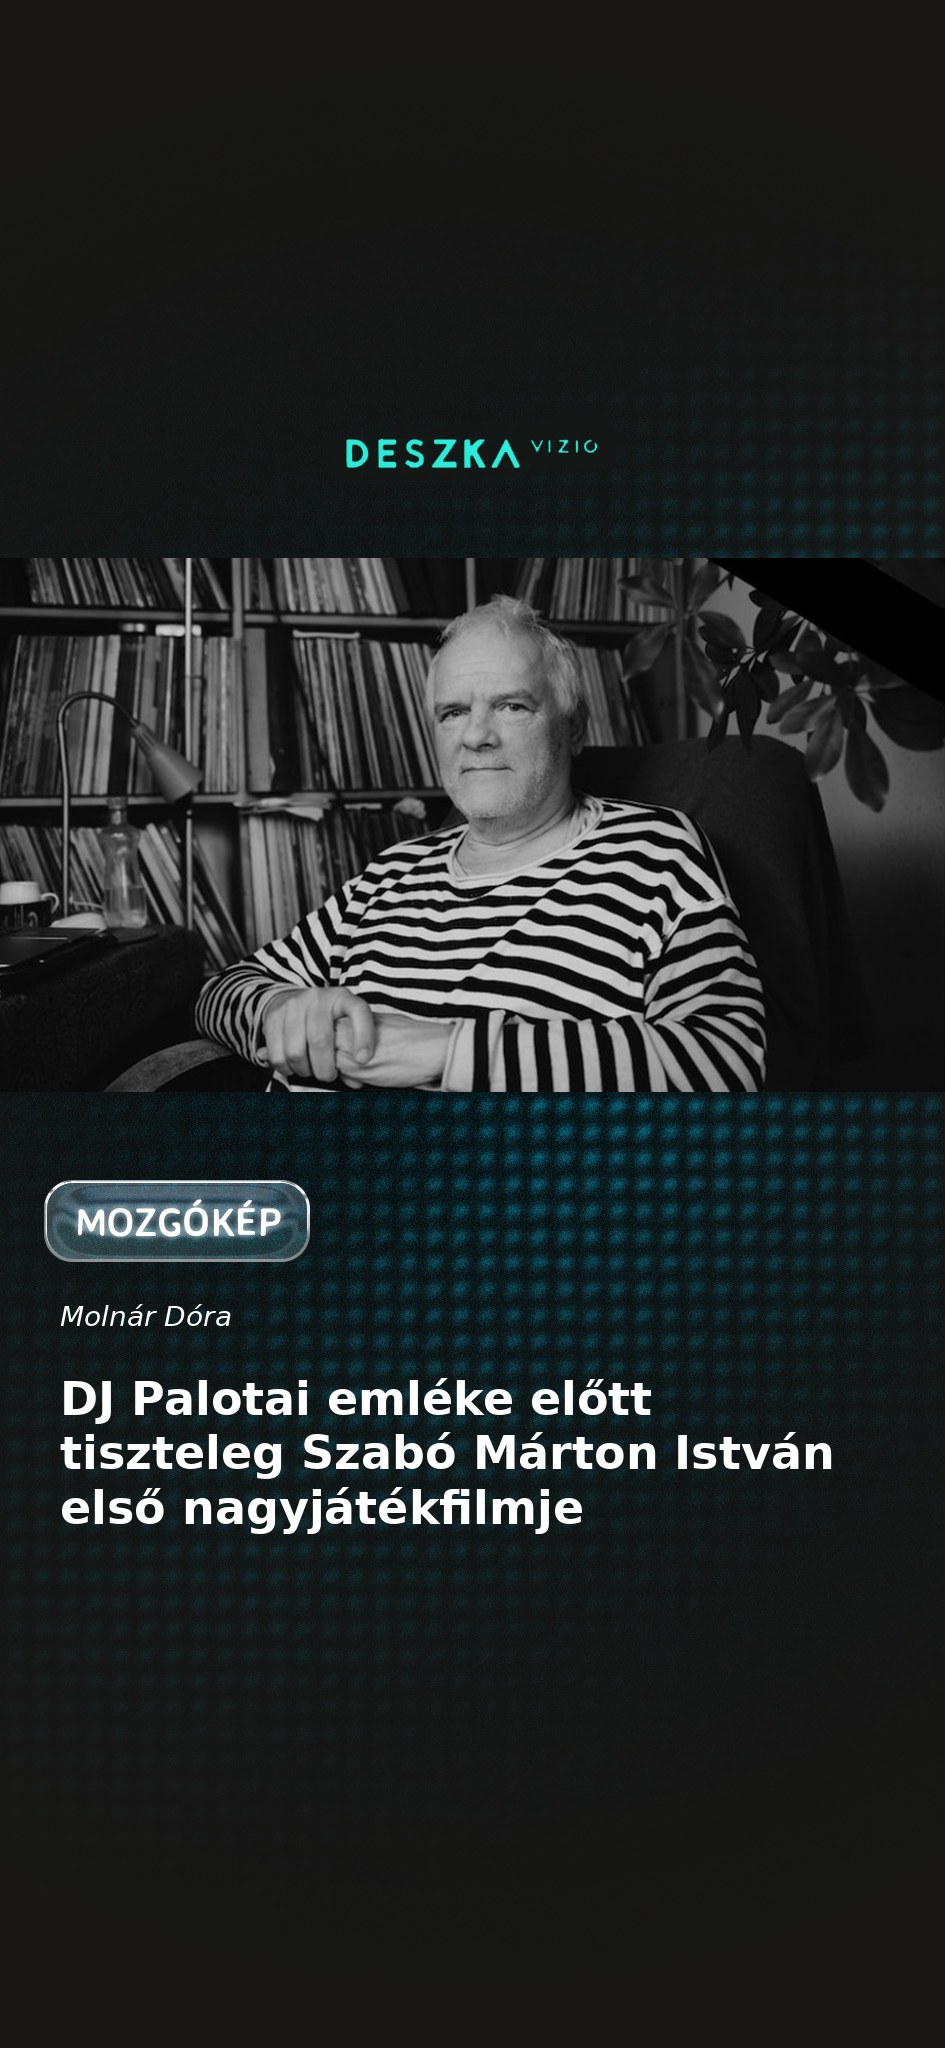 DESZKA VIZIO
MOZGÓKÉP
Molnár Dóra
DJ Palotai emléke előtt
tiszteleg Szabó Márton István
első nagyjátékfilmje